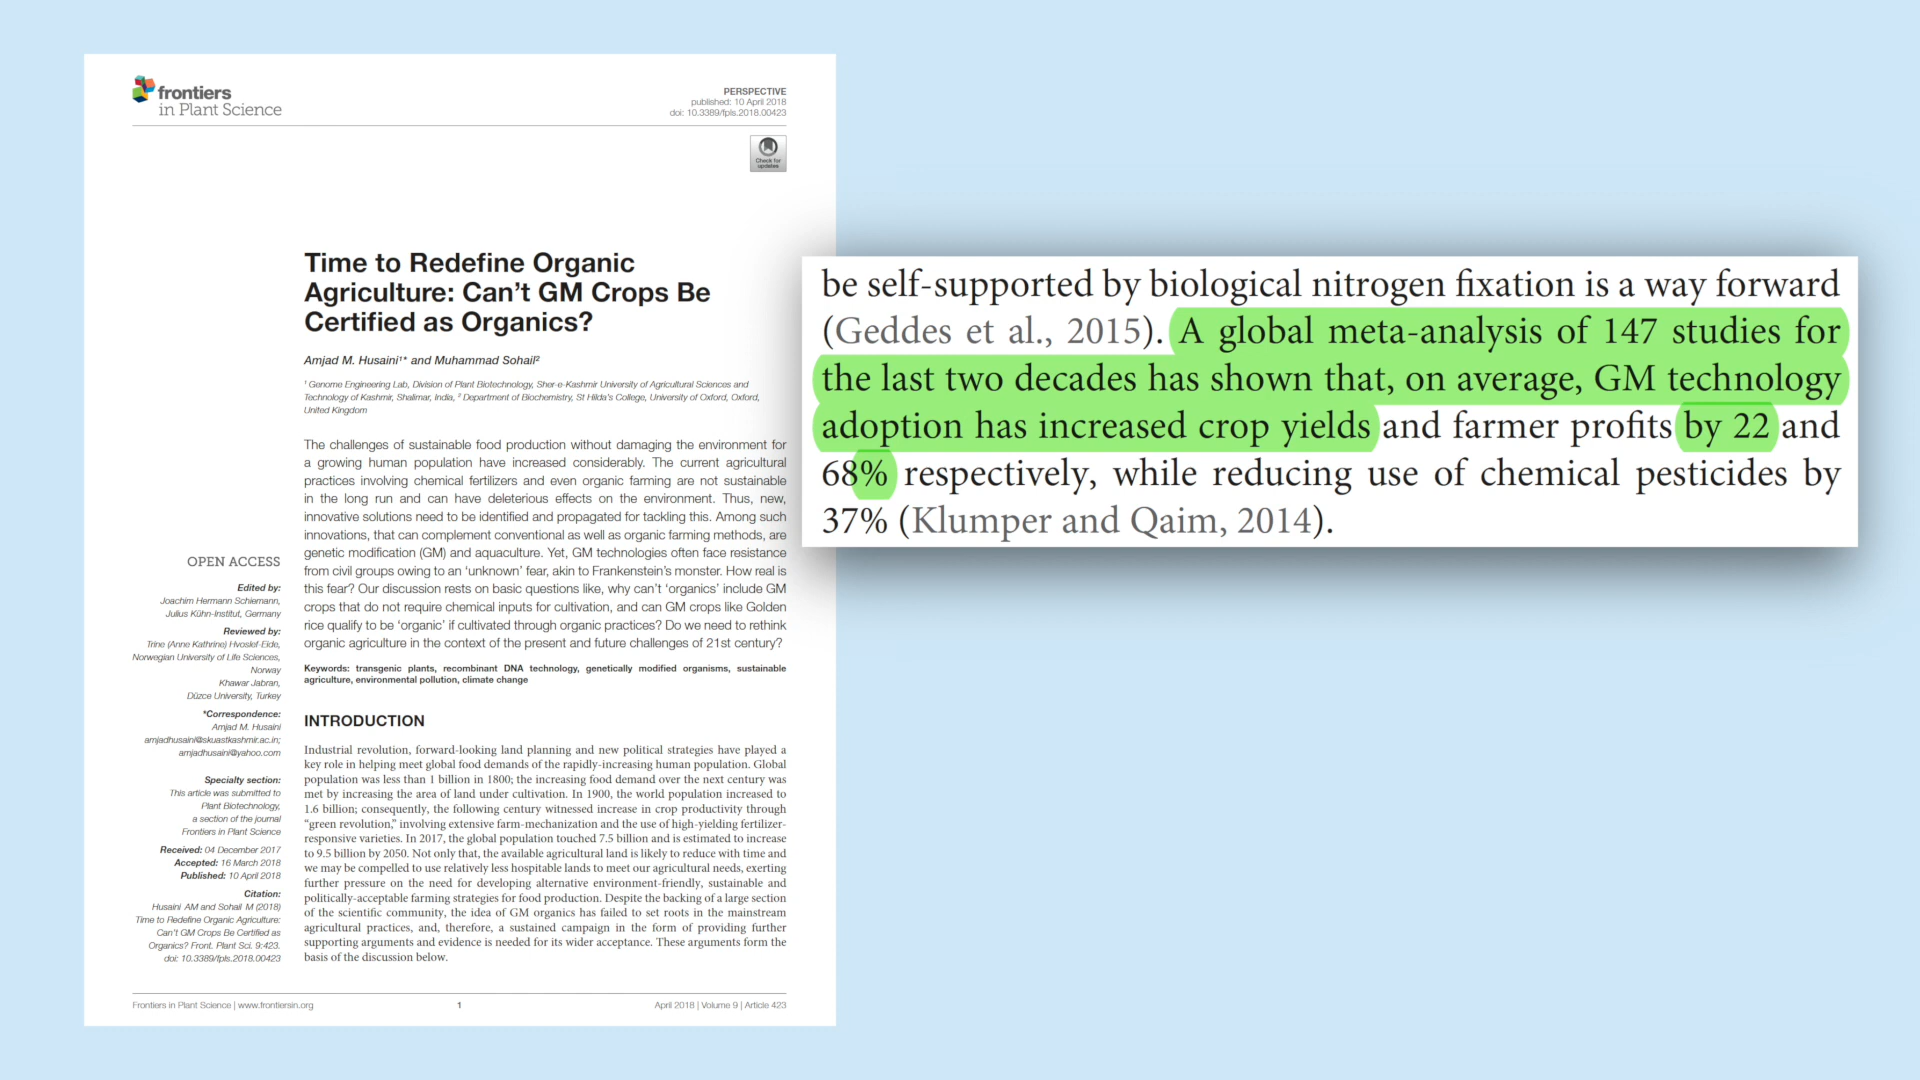 frontiers
in Plant Science
PERSPECTIVE
published: 10 April 2018
doi: 10.3389/fpls.2018.00423
Check for
updates
Time to Redefine Organic
Agriculture: Can't GM Crops Be
Certified as Organics?
Amjad M. Husaini¹* and Muhammad Sohail²
¹ Genome Engineering Lab, Division of Plant Biotechnology, Sher-e-Kashmir University of Agricultural Sciences and
Technology of Kashmir, Shalimar, India, ² Department of Biochemistry, St Hilda's College, University of Oxford, Oxford,
United Kingdom
The challenges of sustainable food production without damaging the environment for
a growing human population have increased considerably. The current agricultural
practices involving chemical fertilizers and even organic farming are not sustainable
in the long run and can have deleterious effects on the environment. Thus, new,
innovative solutions need to be identified and propagated for tackling this. Among such
innovations, that can complement conventional as well as organic farming methods, are
genetic modification (GM) and aquaculture. Yet, GM technologies often face resistance
from civil groups owing to an 'unknown' fear, akin to Frankenstein's monster. How real is
this fear? Our discussion rests on basic questions like, why can't 'organics' include GM
crops that do not require chemical inputs for cultivation, and can GM crops like Golden
rice qualify to be 'organic' if cultivated through organic practices? Do we need to rethink
organic agriculture in the context of the present and future challenges of 21st century?
Keywords: transgenic plants, recombinant DNA technology, genetically modified organisms, sustainable
agriculture, environmental pollution, climate change
OPEN ACCESS
Edited by:
Joachim Hermann Schiemann,
Julius Kühn-Institut, Germany
Reviewed by:
Trine (Anne Kathrine) Hvoslef-Eide,
Norwegian University of Life Sciences,
Norway
Khawar Jabran,
Düzce University, Turkey
*Correspondence:
Amjad M. Husaini
amjadhusaini@skuastkashmir.ac.in;
amjadhusaini@yahoo.com
Specialty section:
This article was submitted to
Plant Biotechnology,
a section of the journal
Frontiers in Plant Science
Received: 04 December 2017
Accepted: 16 March 2018
Published: 10 April 2018
Citation:
Husaini AM and Sohail M (2018)
Time to Redefine Organic Agriculture:
Can't GM Crops Be Certified as
Organics? Front. Plant Sci. 9:423.
doi: 10.3389/fpls.2018.00423
INTRODUCTION
Industrial revolution, forward-looking land planning and new political strategies have played a
key role in helping meet global food demands of the rapidly-increasing human population. Global
population was less than 1 billion in 1800; the increasing food demand over the next century was
met by increasing the area of land under cultivation. In 1900, the world population increased to
1.6 billion; consequently, the following century witnessed increase in crop productivity through
"green revolution," involving extensive farm-mechanization and the use of high-yielding fertilizer-
responsive varieties. In 2017, the global population touched 7.5 billion and is estimated to increase
to 9.5 billion by 2050. Not only that, the available agricultural land is likely to reduce with time and
we may be compelled to use relatively less hospitable lands to meet our agricultural needs, exerting
further pressure on the need for developing alternative environment-friendly, sustainable and
politically-acceptable farming strategies for food production. Despite the backing of a large section
of the scientific community, the idea of GM organics has failed to set roots in the mainstream
agricultural practices, and, therefore, a sustained campaign in the form of providing further
supporting arguments and evidence is needed for its wider acceptance. These arguments form the
basis of the discussion below.
Frontiers in Plant Science | www.frontiersin.org
1
April 2018 | Volume 9 | Article 423
be self-supported by biological nitrogen fixation is a way forward
(Geddes et al., 2015). A global meta-analysis of 147 studies for
the last two decades has shown that, on average, GM technology
adoption has increased crop yields and farmer profits by 22 and
68% respectively, while reducing use of chemical pesticides by
37% (Klumper and Qaim, 2014).